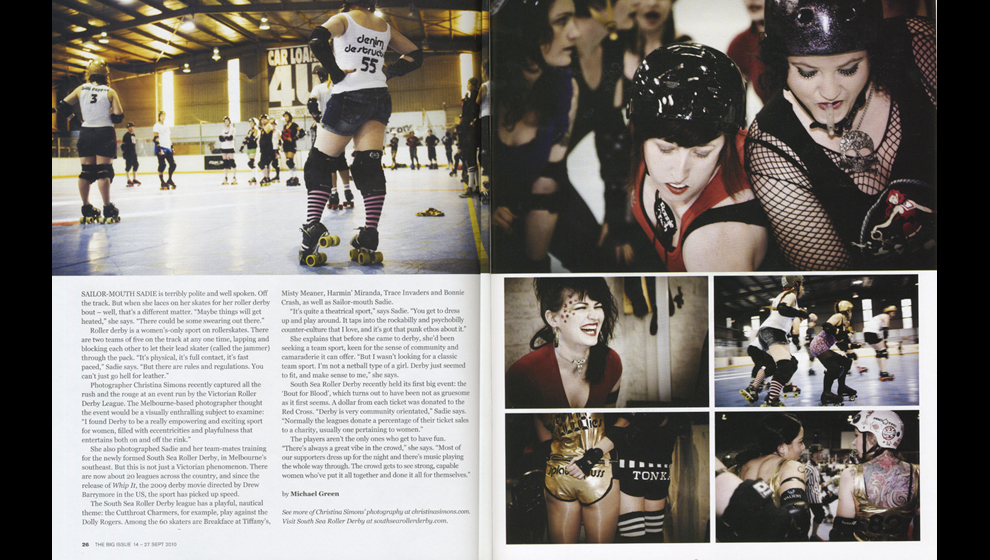 denim
destruct
55
CAR LOAN
4U
3
SAILOR-MOUTH SADIE is terribly polite and well spoken. Off
the track. But when she laces on her skates for her roller derby
bout – well, that's a different matter. "Maybe things will get
heated," she says. "There could be some swearing out there."
Roller derby is a women's-only sport on rollerskates. There
are two teams of five on the track at any one time, lapping and
blocking each other to let their lead skater (called the jammer)
through the pack. "It's physical, it's full contact, it's fast
paced," Sadie says. "But there are rules and regulations. You
can't just go hell for leather."
Photographer Christina Simons recently captured all the
rush and the rouge at an event run by the Victorian Roller
Derby League. The Melbourne-based photographer thought
the event would be a visually enthralling subject to examine:
"I found Derby to be a really empowering and exciting sport
for women, filled with eccentricities and playfulness that
entertains both on and off the rink."
She also photographed Sadie and her team-mates training
for the newly formed South Sea Roller Derby, in Melbourne's
southeast. But this is not just a Victorian phenomenon. There
are now about 20 leagues across the country, and since the
release of Whip It, the 2009 derby movie directed by Drew
Barrymore in the US, the sport has picked up speed.
The South Sea Roller Derby league has a playful, nautical
theme: the Cutthroat Charmers, for example, play against the
Dolly Rogers. Among the 60 skaters are Breakface at Tiffany's,
Misty Meaner, Harmin' Miranda, Trace Invaders and Bonnie
Crash, as well as Sailor-mouth Sadie.
"It's quite a theatrical sport," says Sadie. "You get to dress
up and play around. It taps into the rockabilly and psychobilly
counter-culture that I love, and it's got that punk ethos about it."
She explains that before she came to derby, she'd been
seeking a team sport, keen for the sense of community and
camaraderie it can offer. "But I wasn't looking for a classic
team sport. I'm not a netball type of girl. Derby just seemed
to fit, and make sense to me," she says.
South Sea Roller Derby recently held its first big event: the
'Bout for Blood', which turns out to have been not as gruesome
as it first seems. A dollar from each ticket was donated to the
Red Cross. "Derby is very community orientated," Sadie says.
"Normally the leagues donate a percentage of their ticket sales
to a charity, usually one pertaining to women."
The players aren't the only ones who get to have fun.
"There's always a great vibe in the crowd," she says. "Most of
our supporters dress up for the night and there's music playing
the whole way through. The crowd gets to see strong, capable
women who've put it all together and done it all for themselves."
by Michael Green
See more of Christina Simons' photography at christinasimons.com.
Visit South Sea Roller Derby at southsearollerderby.com.
TONKA
26 THE BIG ISSUE 14 – 27 SEPT 2010